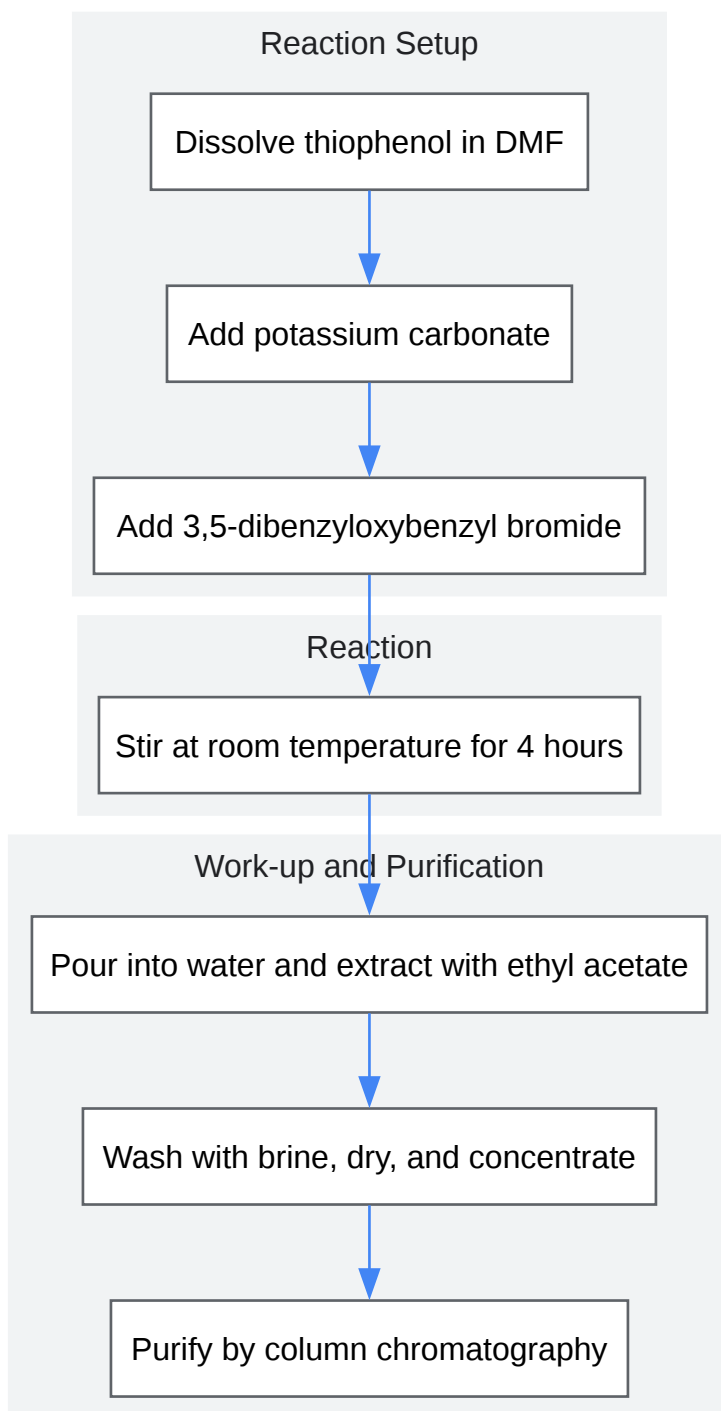 Reaction Setup
Dissolve thiophenol in DMF
Add potassium carbonate
Add 3,5-dibenzyloxybenzyl bromide
Reaction
Stir at room temperature for 4 hours
Work-up and Purification
Pour into water and extract with ethyl acetate
Wash with brine, dry, and concentrate
Purify by column chromatography